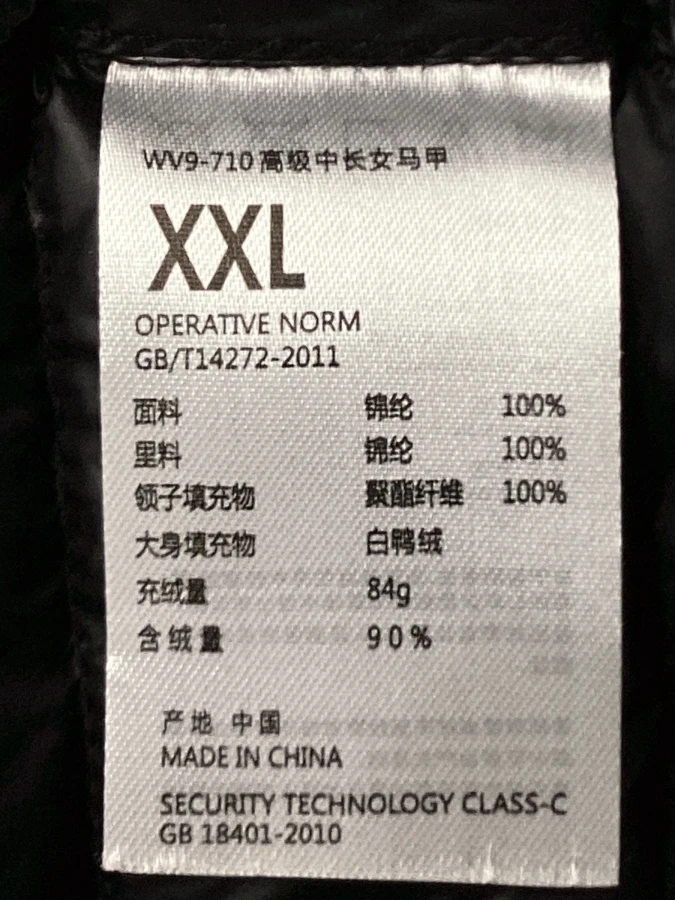 WV9-710高级中长女马甲
XXL
OPERATIVE NORM
GB/T14272-2011
面料 锦纶 100%
里料 锦纶 100%
领子填充物 聚酯纤维 100%
大身填充物 白鸭绒
充绒量 84g
含绒量 90%
产地 中国
MADE IN CHINA
SECURITY TECHNOLOGY CLASS-C
GB 18401-2010